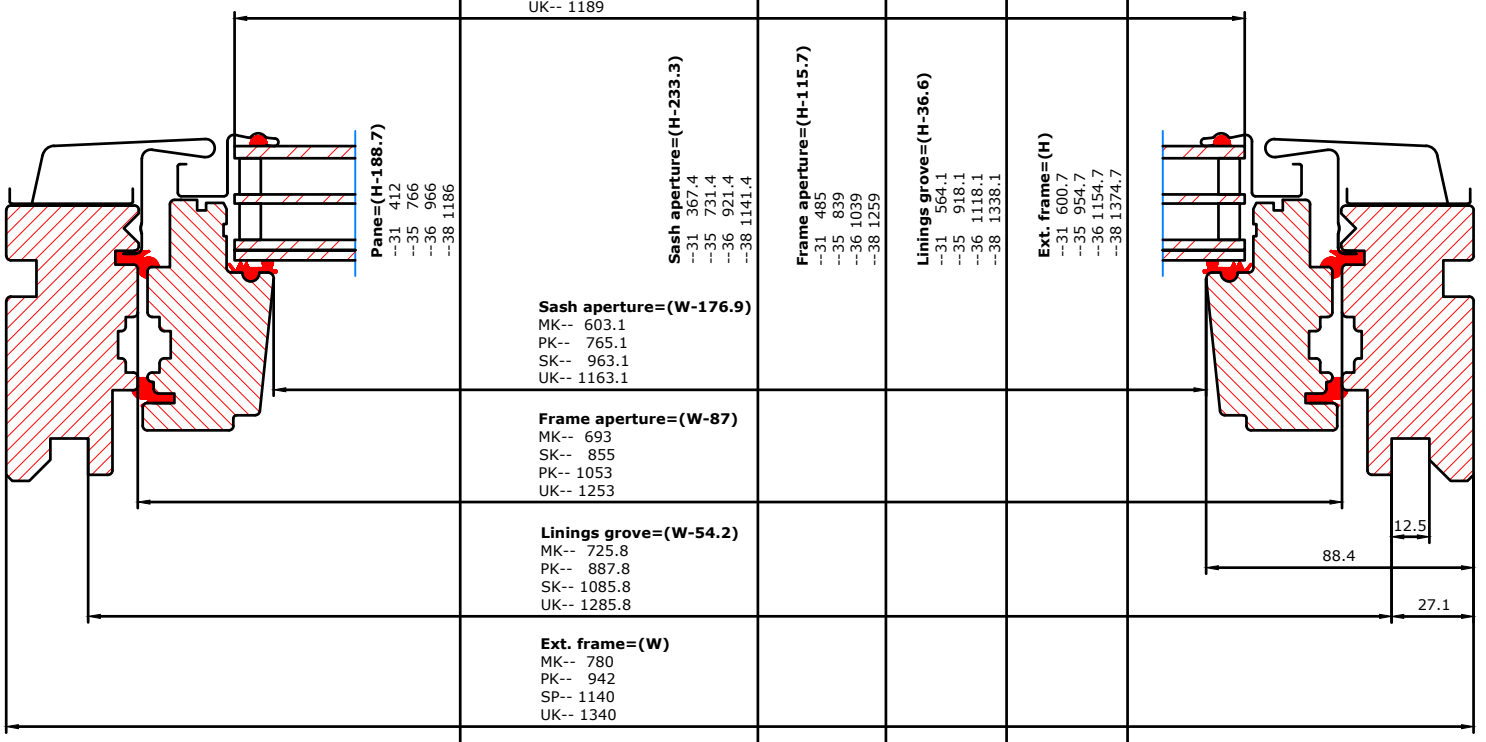 UK-- 1189
Pane=(H-188.7)
--31 412
--35 766
--36 966
--38 1186
Sash aperture=(H-233.3)
--31 367.4
--35 731.4
--36 921.4
--38 1141.4
Frame aperture=(H-115.7)
--31 485
--35 839
--36 1039
--38 1259
Linings grove=(H-36.6)
--31 564.1
--35 918.1
--36 1118.1
--38 1338.1
Ext. frame=(H)
--31 600.7
--35 954.7
--36 1154.7
--38 1374.7
Sash aperture=(W-176.9)
MK-- 603.1
PK-- 765.1
SK-- 963.1
UK-- 1163.1
Frame aperture=(W-87)
MK-- 693
SK-- 855
PK-- 1053
UK-- 1253
Linings grove=(W-54.2)
MK-- 725.8
PK-- 887.8
SK-- 1085.8
UK-- 1285.8
Ext. frame=(W)
MK-- 780
PK-- 942
SP-- 1140
UK-- 1340
12.5
88.4
27.1